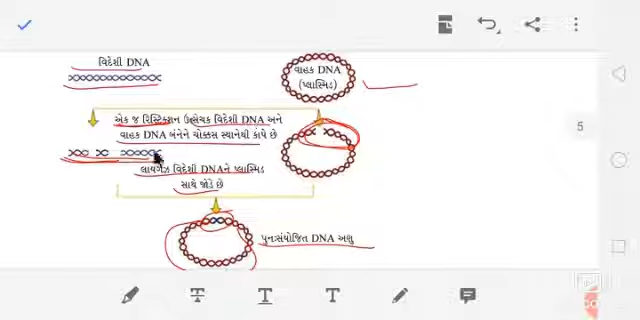 વિદેશી DNA
વાહક DNA
(પ્લાસ્મિડ)
એક જ રિસ્ટ્રિક્શન ઉત્સેચક વિદેશી DNA અને
વાહક DNA બંનેને ચોક્કસ સ્થાનેથી કાપે છે
લાયગેઝ વિદેશી DNAને પ્લાસ્મિડ
સાથે જોડે છે
પુનઃસંયોજિત DNA અણુ
5